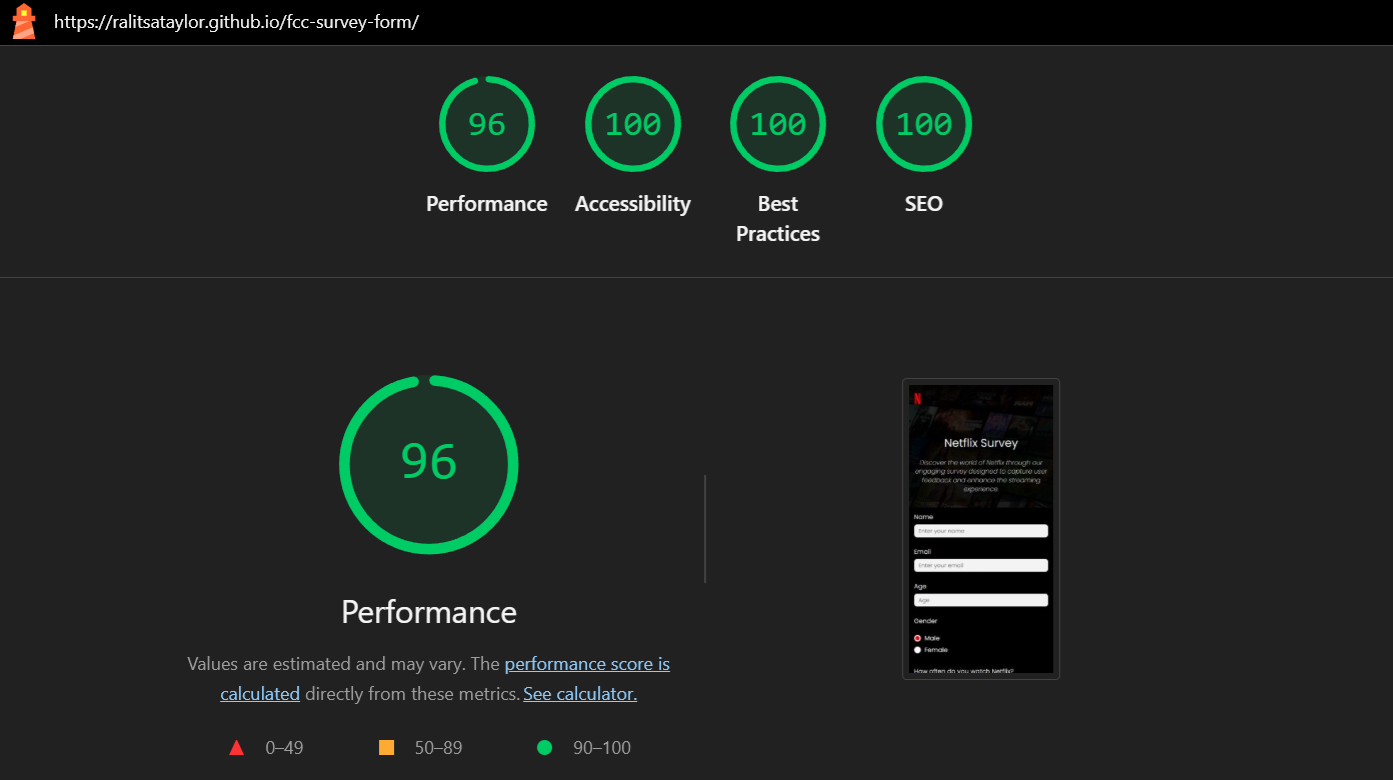 https://ralitsataylor.github.io/fcc-survey-form/
96
100
100
100
Performance
Accessibility
Best
Practices
SEO
96
Performance
Values are estimated and may vary. The performance score is
calculated directly from these metrics. See calculator.
0–49
50–89
90–100
N
Netflix Survey
Discover the world of Netflix through our
engaging survey designed to capture user
feedback and enhance the streaming
experience
Name
Enter your name
Email
Enter your email
Age
Age
Gender
Male
Female
How often do you watch Netflix?